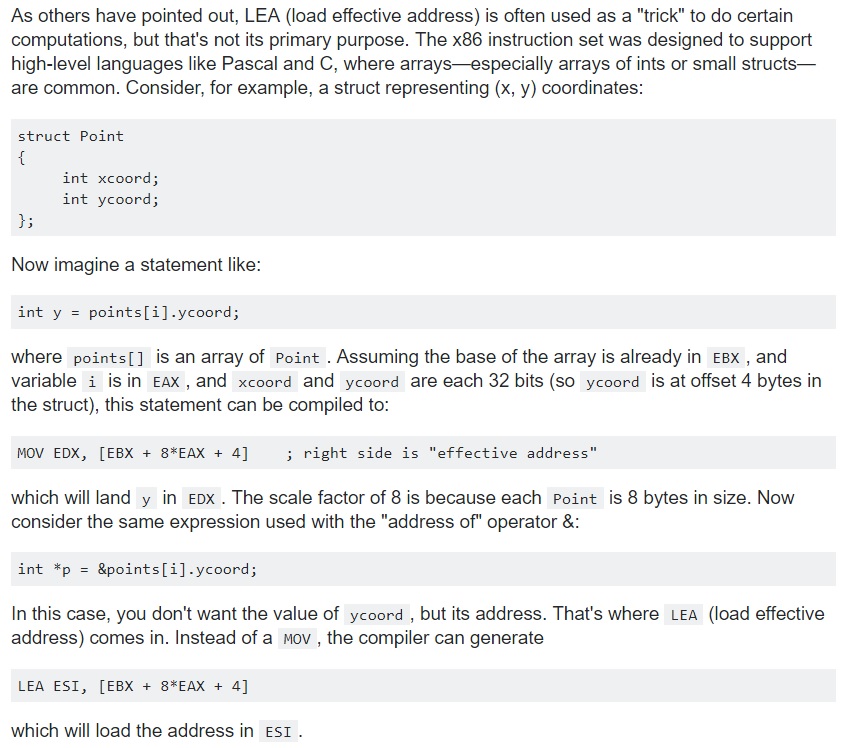 As others have pointed out, LEA (load effective address) is often used as a "trick" to do certain
computations, but that's not its primary purpose. The x86 instruction set was designed to support
high-level languages like Pascal and C, where arrays—especially arrays of ints or small structs—
are common. Consider, for example, a struct representing (x, y) coordinates:
struct Point
{
     int xcoord;
     int ycoord;
};
Now imagine a statement like:
int y = points[i].ycoord;
where points[] is an array of Point. Assuming the base of the array is already in EBX, and
variable i is in EAX, and xcoord and ycoord are each 32 bits (so ycoord is at offset 4 bytes in
the struct), this statement can be compiled to:
MOV EDX, [EBX + 8*EAX + 4]    ; right side is "effective address"
which will land y in EDX. The scale factor of 8 is because each Point is 8 bytes in size. Now
consider the same expression used with the "address of" operator &:
int *p = &points[i].ycoord;
In this case, you don't want the value of ycoord, but its address. That's where LEA (load effective
address) comes in. Instead of a MOV, the compiler can generate
LEA ESI, [EBX + 8*EAX + 4]
which will load the address in ESI.